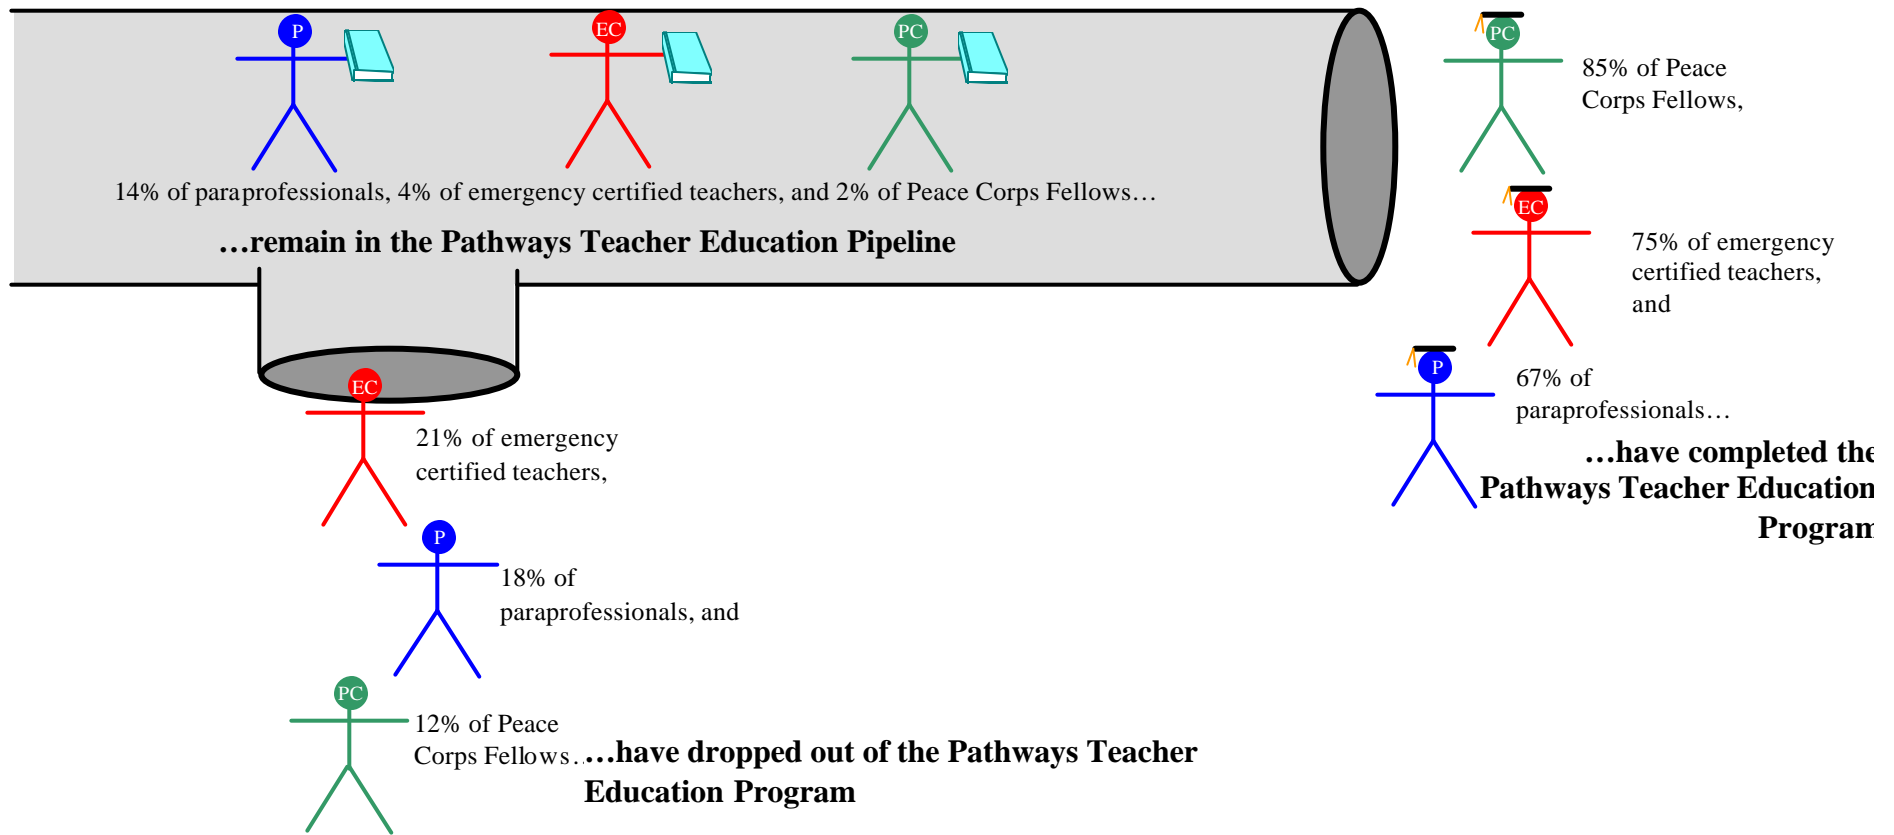 P
EC
PC
14% of paraprofessionals, 4% of emergency certified teachers, and 2% of Peace Corps Fellows…
…remain in the Pathways Teacher Education Pipeline
PC
85% of Peace
Corps Fellows,
EC
75% of emergency
certified teachers,
and
P
67% of
paraprofessionals…
…have completed the
Pathways Teacher Education
Program
EC
21% of emergency
certified teachers,
P
18% of
paraprofessionals, and
PC
12% of Peace
Corps Fellows…
…have dropped out of the Pathways Teacher
Education Program